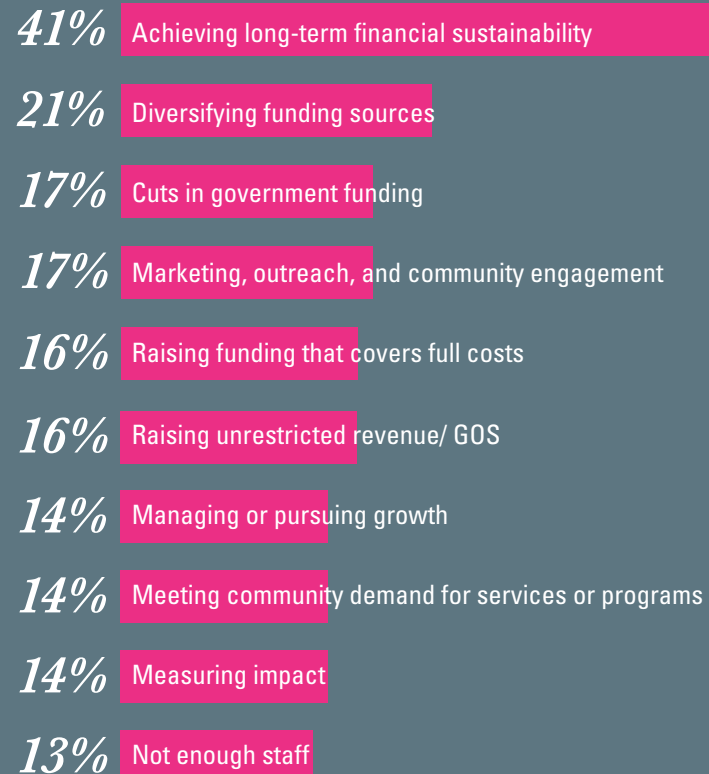 41% Achieving long-term financial sustainability
21% Diversifying funding sources
17% Cuts in government funding
17% Marketing, outreach, and community engagement
16% Raising funding that covers full costs
16% Raising unrestricted revenue/ GOS
14% Managing or pursuing growth
14% Meeting community demand for services or programs
14% Measuring impact
13% Not enough staff